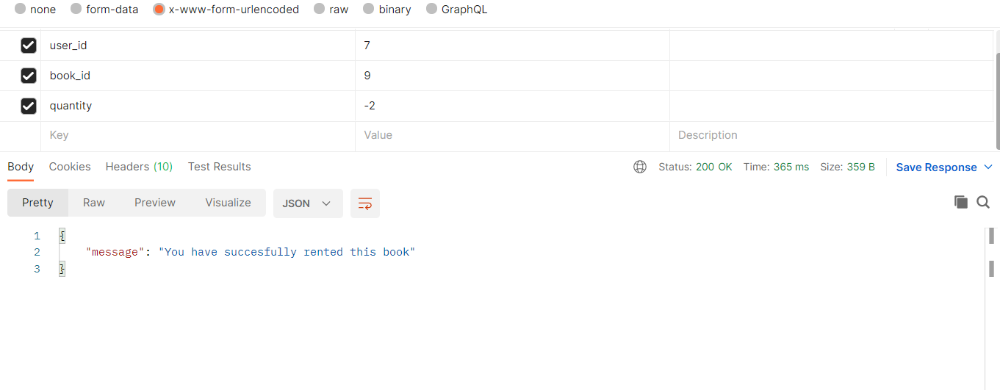 none form-data x-www-form-urlencoded raw binary GraphQL
user_id 7
book_id 9
quantity -2
Key Value Description
Body Cookies Headers (10) Test Results Status: 200 OK Time: 365 ms Size: 359 B Save Response
Pretty Raw Preview Visualize JSON
1 {
2 "message": "You have succesfully rented this book"
3 }